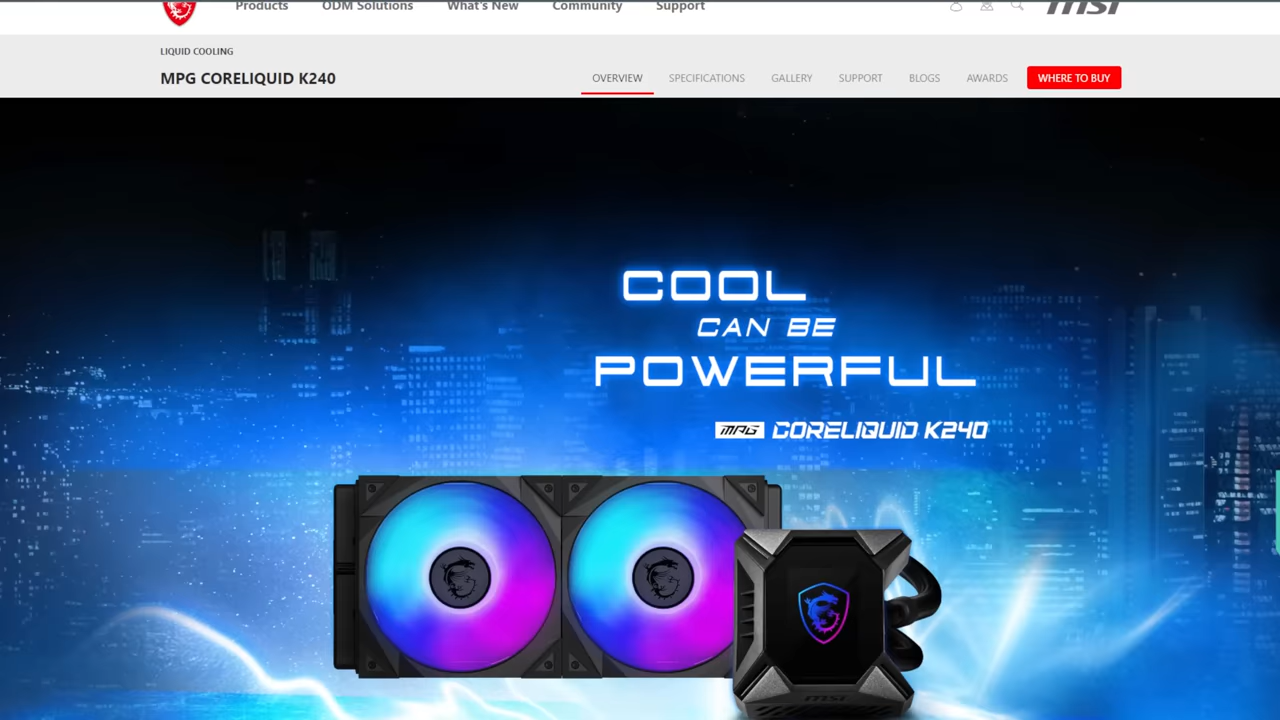 Products ODM Solutions What's New Community Support msi
LIQUID COOLING
MPG CORELIQUID K240
OVERVIEW SPECIFICATIONS GALLERY SUPPORT BLOGS AWARDS WHERE TO BUY
COOL
CAN BE
POWERFUL
MPG CORELIQUID K240
msi